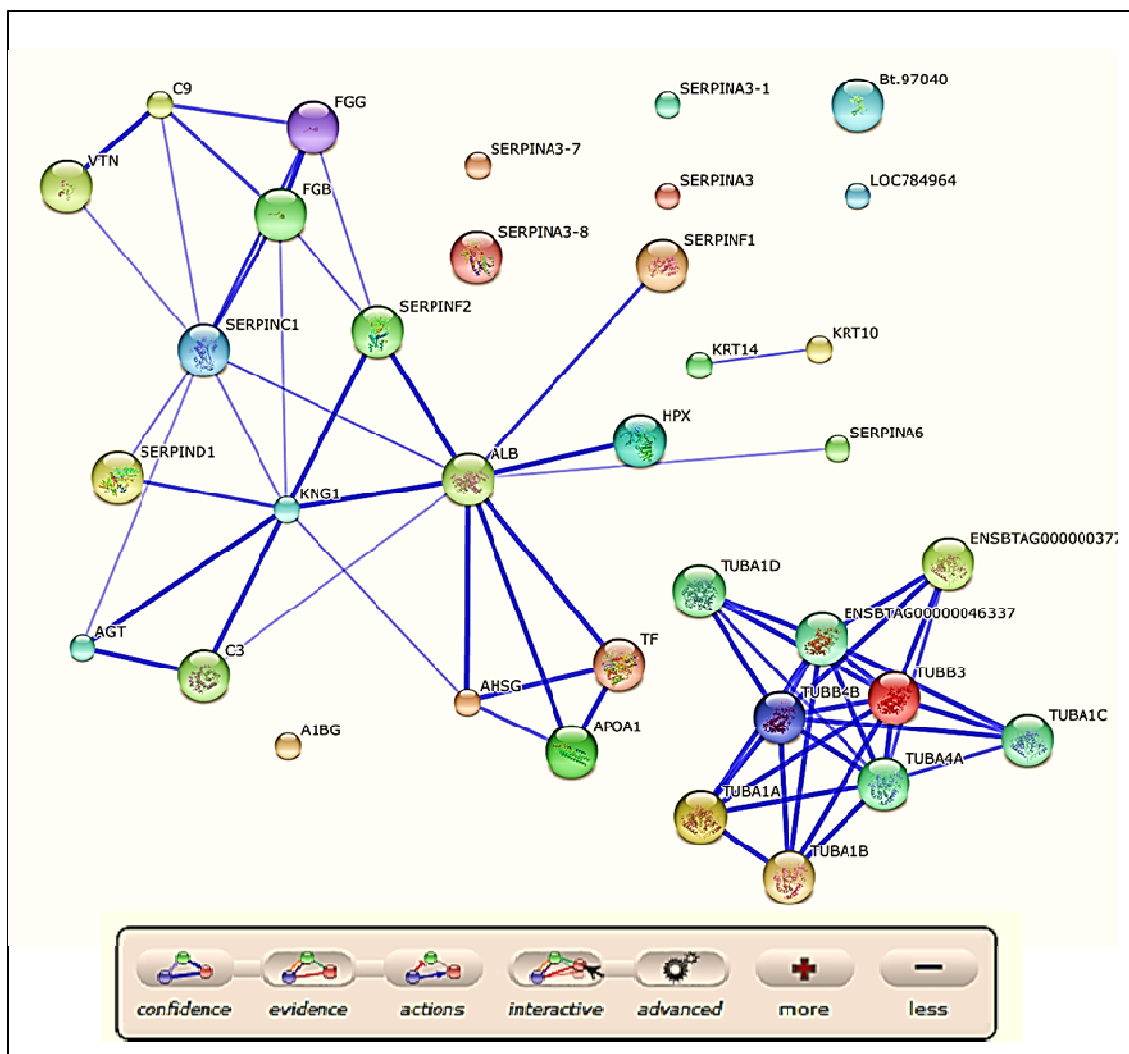 C9
FGG
SERPINA3-1
Bt.97040
VTN
SERPINA3-7
FGB
SERPINA3
LOC784964
SERPINA3-8
SERPINF1
SERPINC1
SERPINF2
KRT14
KRT10
HPX
SERPINA6
SERPIND1
ALB
KNG1
TUBA1D
ENSBTAG000000377
ENSBTAG00000046337
AGT
C3
TF
TUBB3
AHSG
TUBB4B
TUBA1C
A1BG
APOA1
TUBA4A
TUBA1A
TUBA1B
confidence evidence actions interactive advanced more less